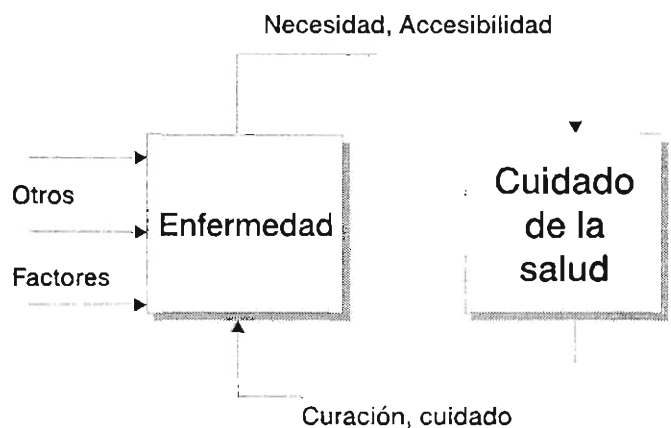 Necesidad, Accesibilidad
Otros
Factores
Enfermedad
Cuidado
de la
salud
Curación, cuidado